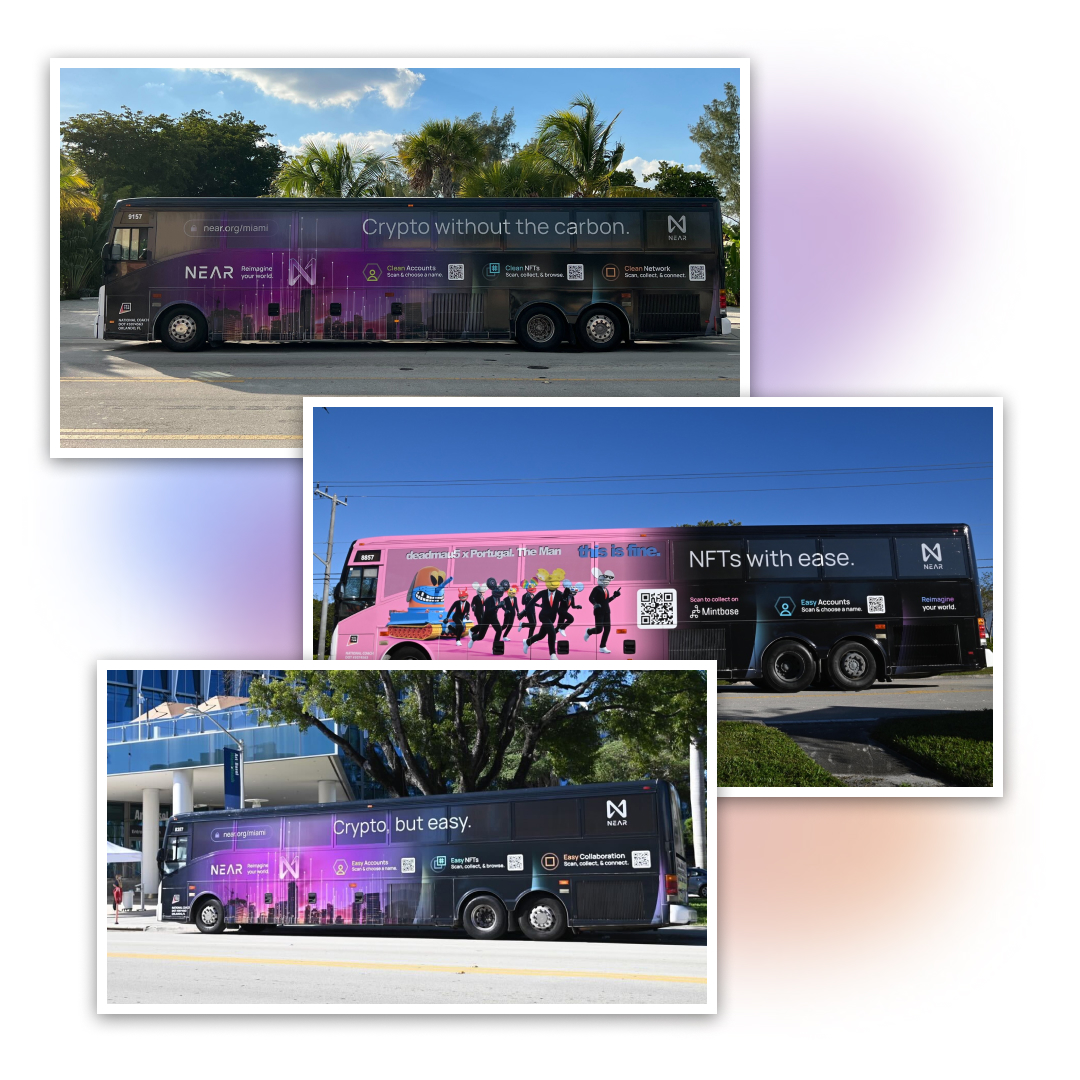 9157
near.org/miami
Crypto without the carbon.
NEAR
NEAR
Reimagine
your world.
Clean Accounts
Scan & choose a name.
Clean NFTs
Scan, collect, & browse.
Clean Network
Scan, collect, & connect.
NATIONAL COACH
ORLANDO, FL
8857
deadmau5 x Portugal. The Man
this is fine.
NFTs with ease.
NEAR
Scan to collect on
Mintbase
Easy Accounts
Scan & choose a name.
Reimagine
your world.
near.org/miami
Crypto, but easy.
NEAR
NEAR
Reimagine
your world.
Easy Accounts
Scan & choose a name.
Easy NFTs
Scan, collect, & browse.
Easy Collaboration
Scan, collect, & connect.